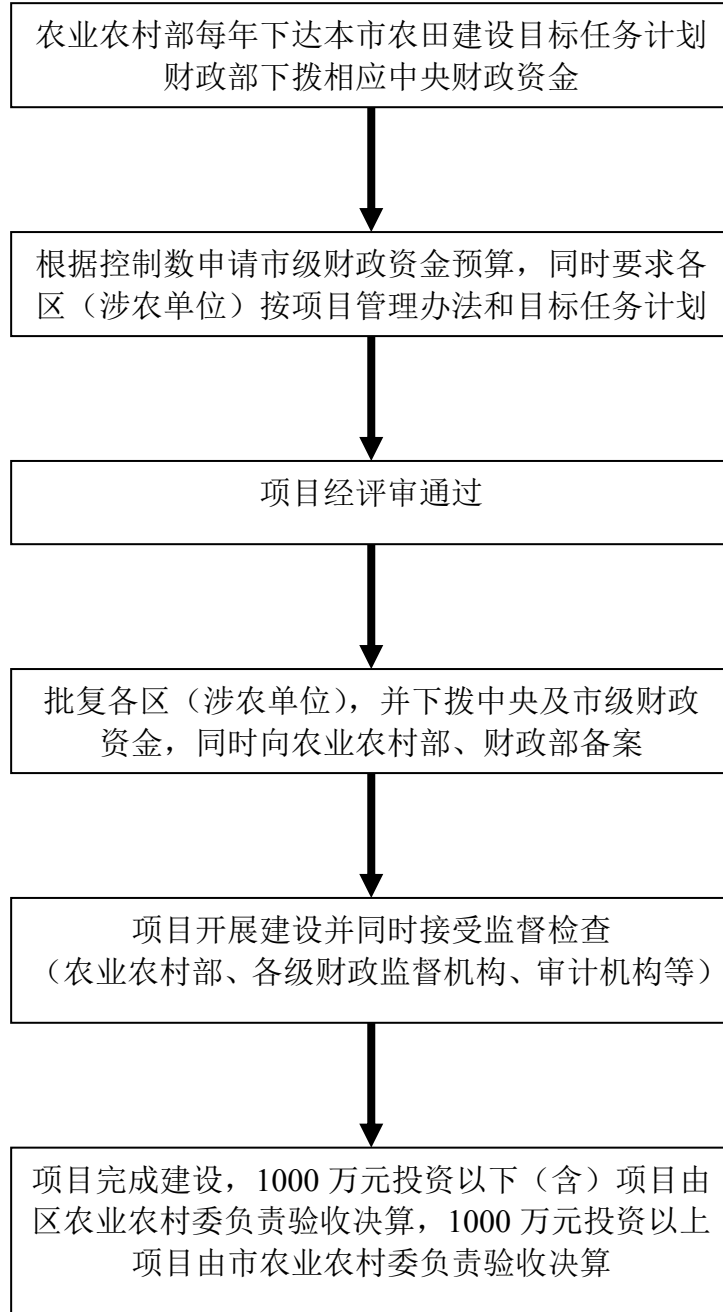 农业农村部每年下达本市农田建设目标任务计划
财政部下拨相应中央财政资金
根据控制数申请市级财政资金预算，同时要求各
区（涉农单位）按项目管理办法和目标任务计划
项目经评审通过
批复各区（涉农单位），并下拨中央及市级财政
资金，同时向农业农村部、财政部备案
项目开展建设并同时接受监督检查
（农业农村部、各级财政监督机构、审计机构等）
项目完成建设，1000 万元投资以下（含）项目由
区农业农村委负责验收决算，1000 万元投资以上
项目由市农业农村委负责验收决算